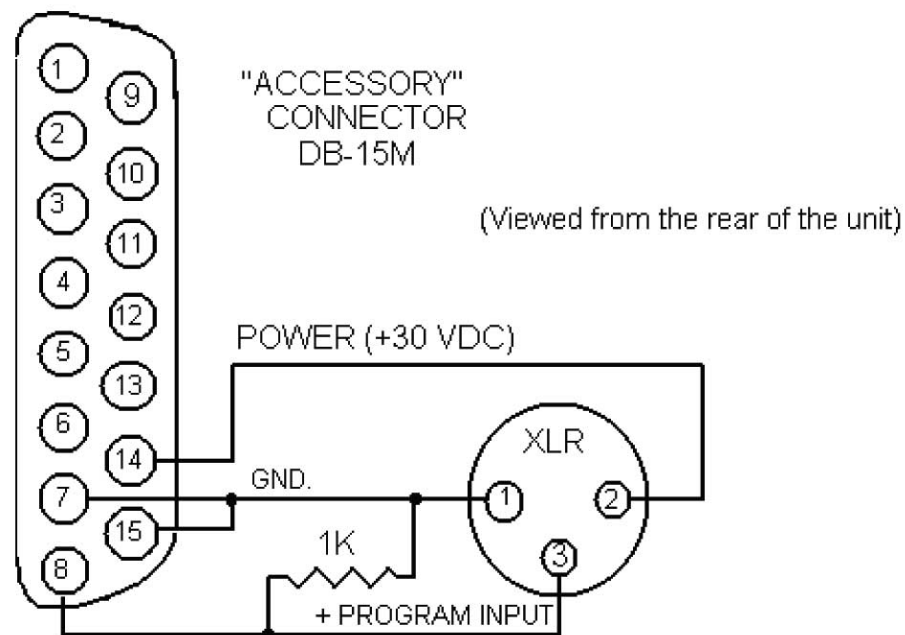 "ACCESSORY"
CONNECTOR
DB-15M
(Viewed from the rear of the unit)
1
2
3
4
5
6
7
8
9
10
11
12
13
14
15
POWER (+30 VDC)
GND.
1K
+ PROGRAM INPUT
XLR
1
2
3